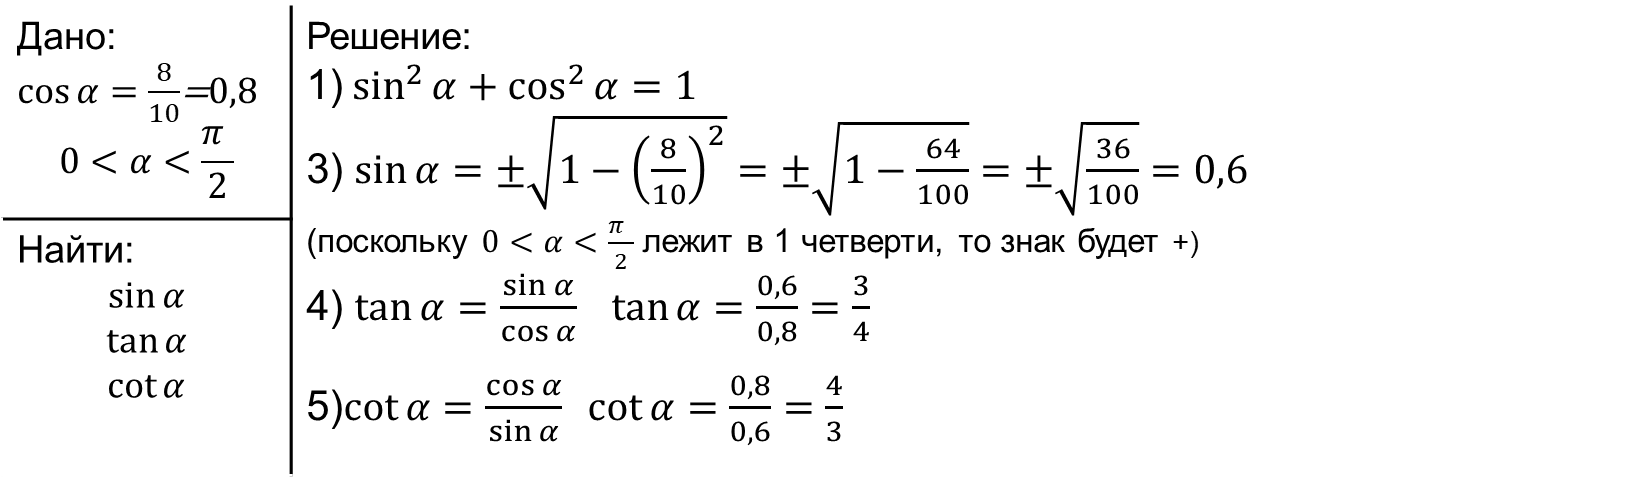 Дано:
cos α = 8/10 =0,8
0 < α < π/2
Найти:
sin α
tan α
cot α
Решение:
1) sin² α + cos² α = 1
3) sin α = ±√(1 − (8/10)²) = ±√(1 − 64/100) = ±√(36/100) = 0,6
(поскольку 0 < α < π/2 лежит в 1 четверти, то знак будет +)
4) tan α = sin α/cos α tan α = 0,6/0,8 = 3/4
5)cot α = cos α/sin α cot α = 0,8/0,6 = 4/3